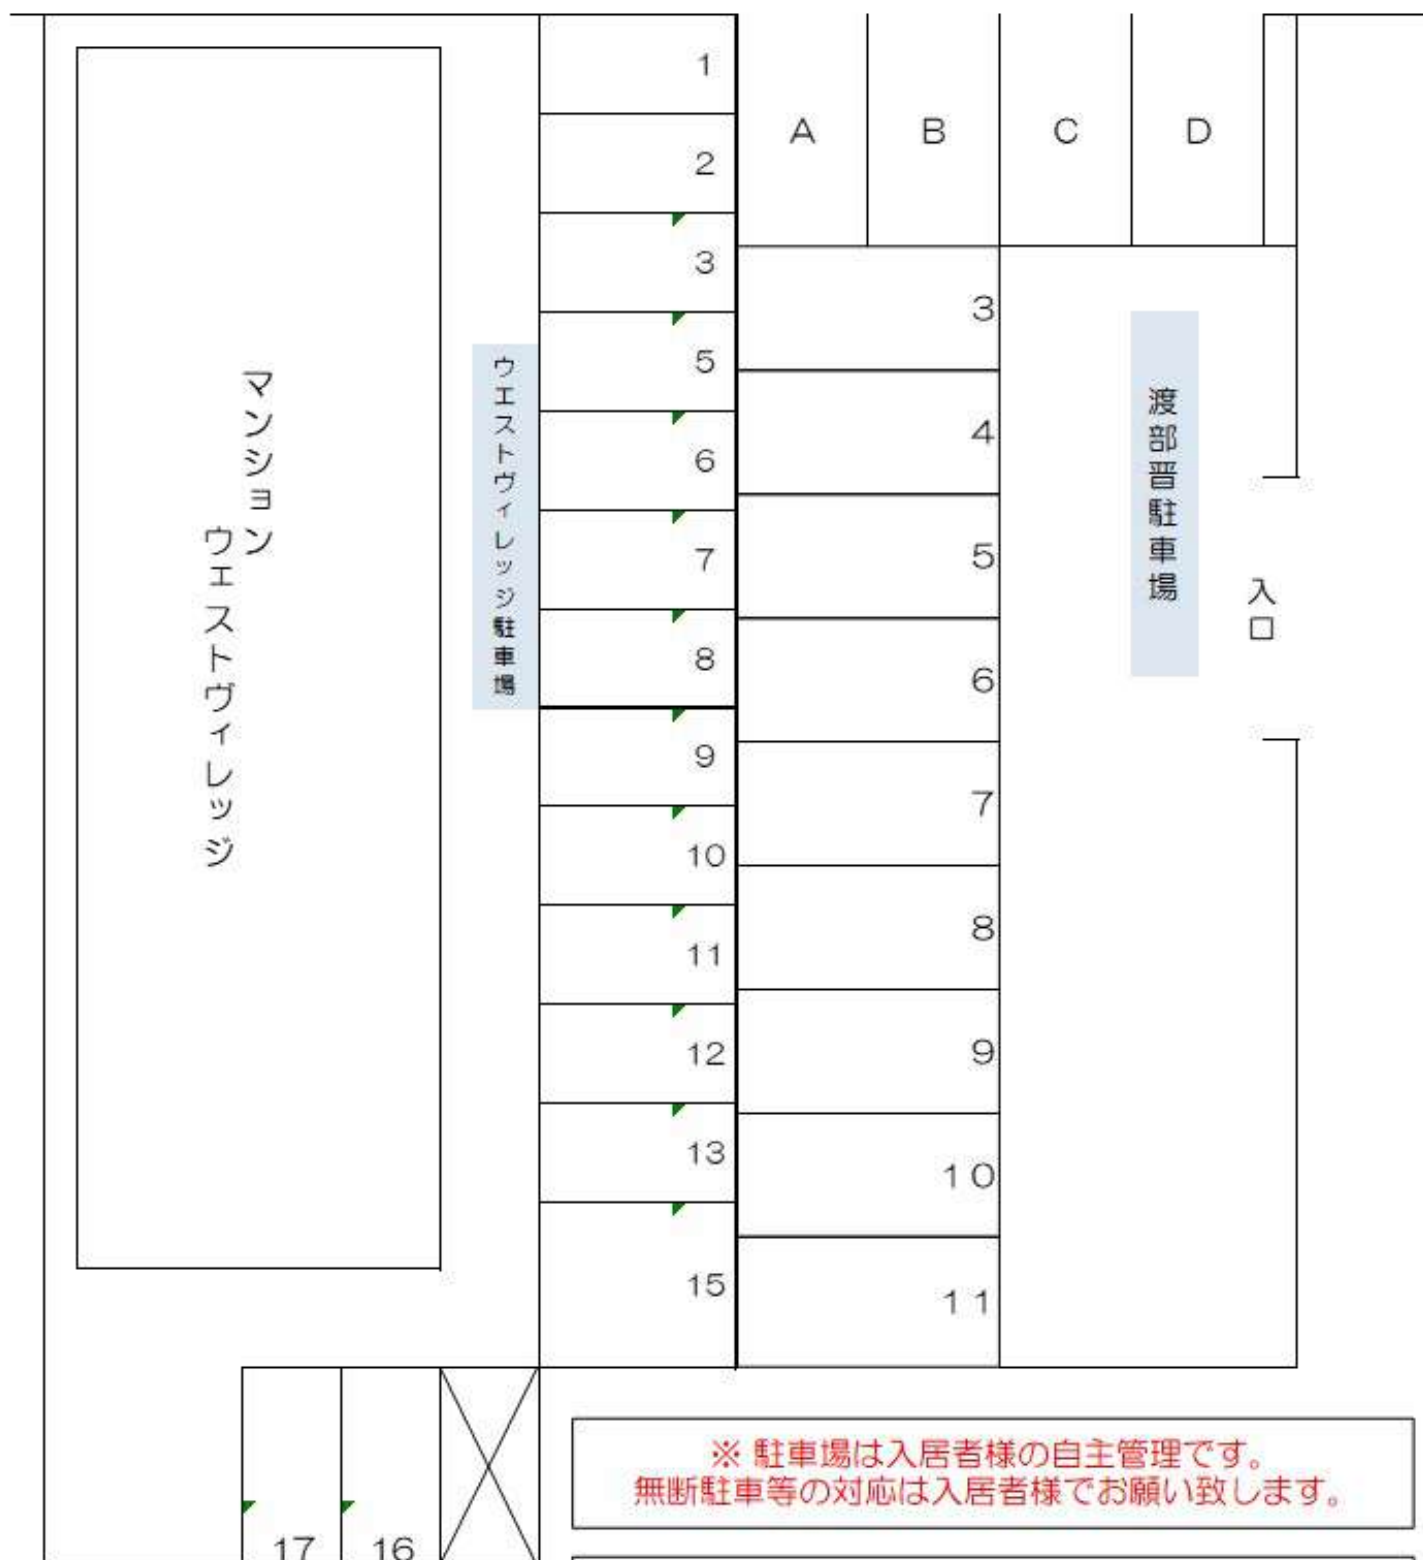 1
2
3
5
6
7
8
9
10
11
12
13
15
17
16
A
B
C
D
3
4
5
6
7
8
9
10
11
マンション
ウェストヴィレッジ
ウエストヴィレッジ駐車場
渡部晋駐車場
入口
※ 駐車場は入居者様の自主管理です。
無断駐車等の対応は入居者様でお願い致します。